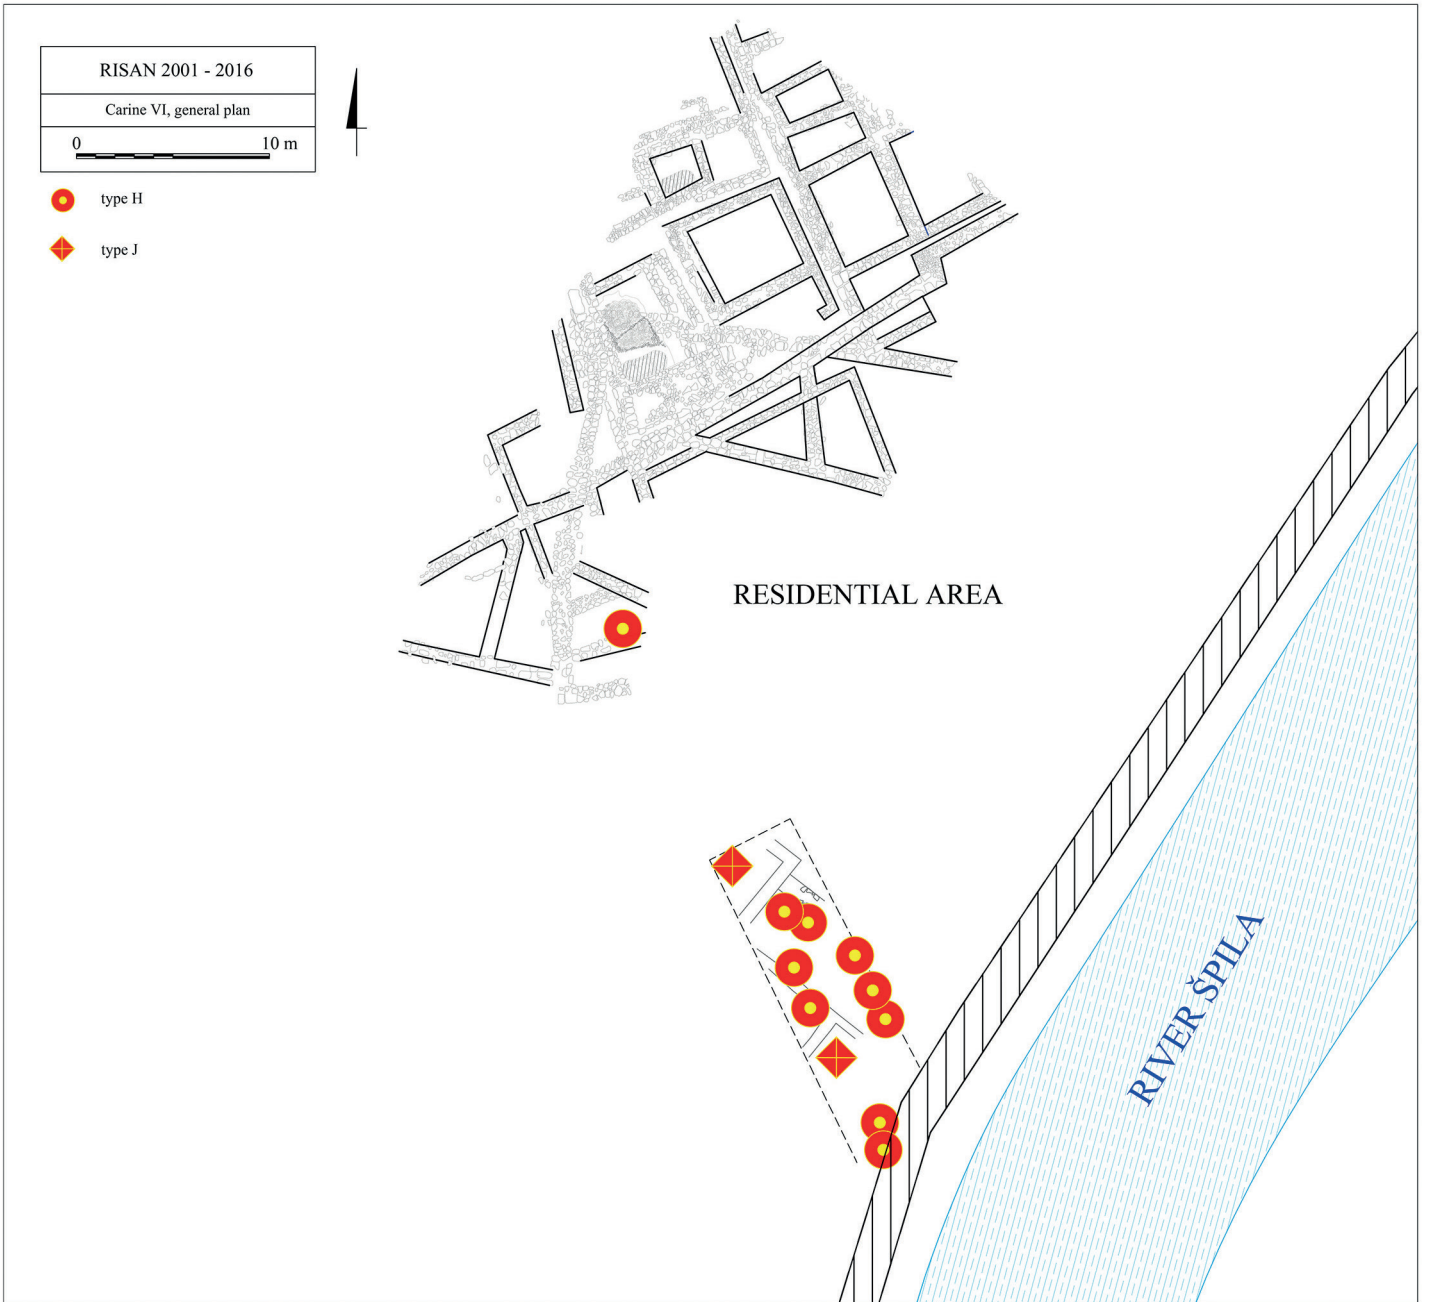 RISAN 2001 - 2016
Carine VI, general plan
0 10 m
type H
type J
RESIDENTIAL AREA
RIVER ŠPILA